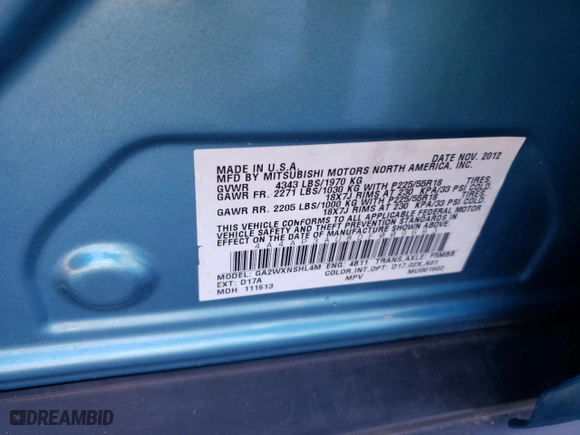 MADE IN U.S.A. DATE NOV. 2012
MFD BY MITSUBISHI MOTORS NORTH AMERICA, INC.
GVWR 4343 LBS/1970 KG
GAWR FR. 2271 LBS/1030 KG WITH P225/55R18 TIRES.
18X7J RIMS AT 230 KPA/33 PSI COLD.
GAWR RR. 2205 LBS/1000 KG WITH P225/55R18 TIRES.
18X7J RIMS AT 230 KPA/33 PSI COLD.
THIS VEHICLE CONFORMS TO ALL APPLICABLE FEDERAL MOTOR
VEHICLE SAFETY AND THEFT PREVENTION STANDARDS IN
EFFECT ON THE DATE OF MANUFACTURE SHOWN ABOVE.
MODEL: GA2WXNSHL4M ENG: 4B11 TRANS.AXLE: F5MBB
EXT: D17A COLOR,INT.OPT: D17,02X,A01
MDH 111613 MPV MU001602
DREAMBID